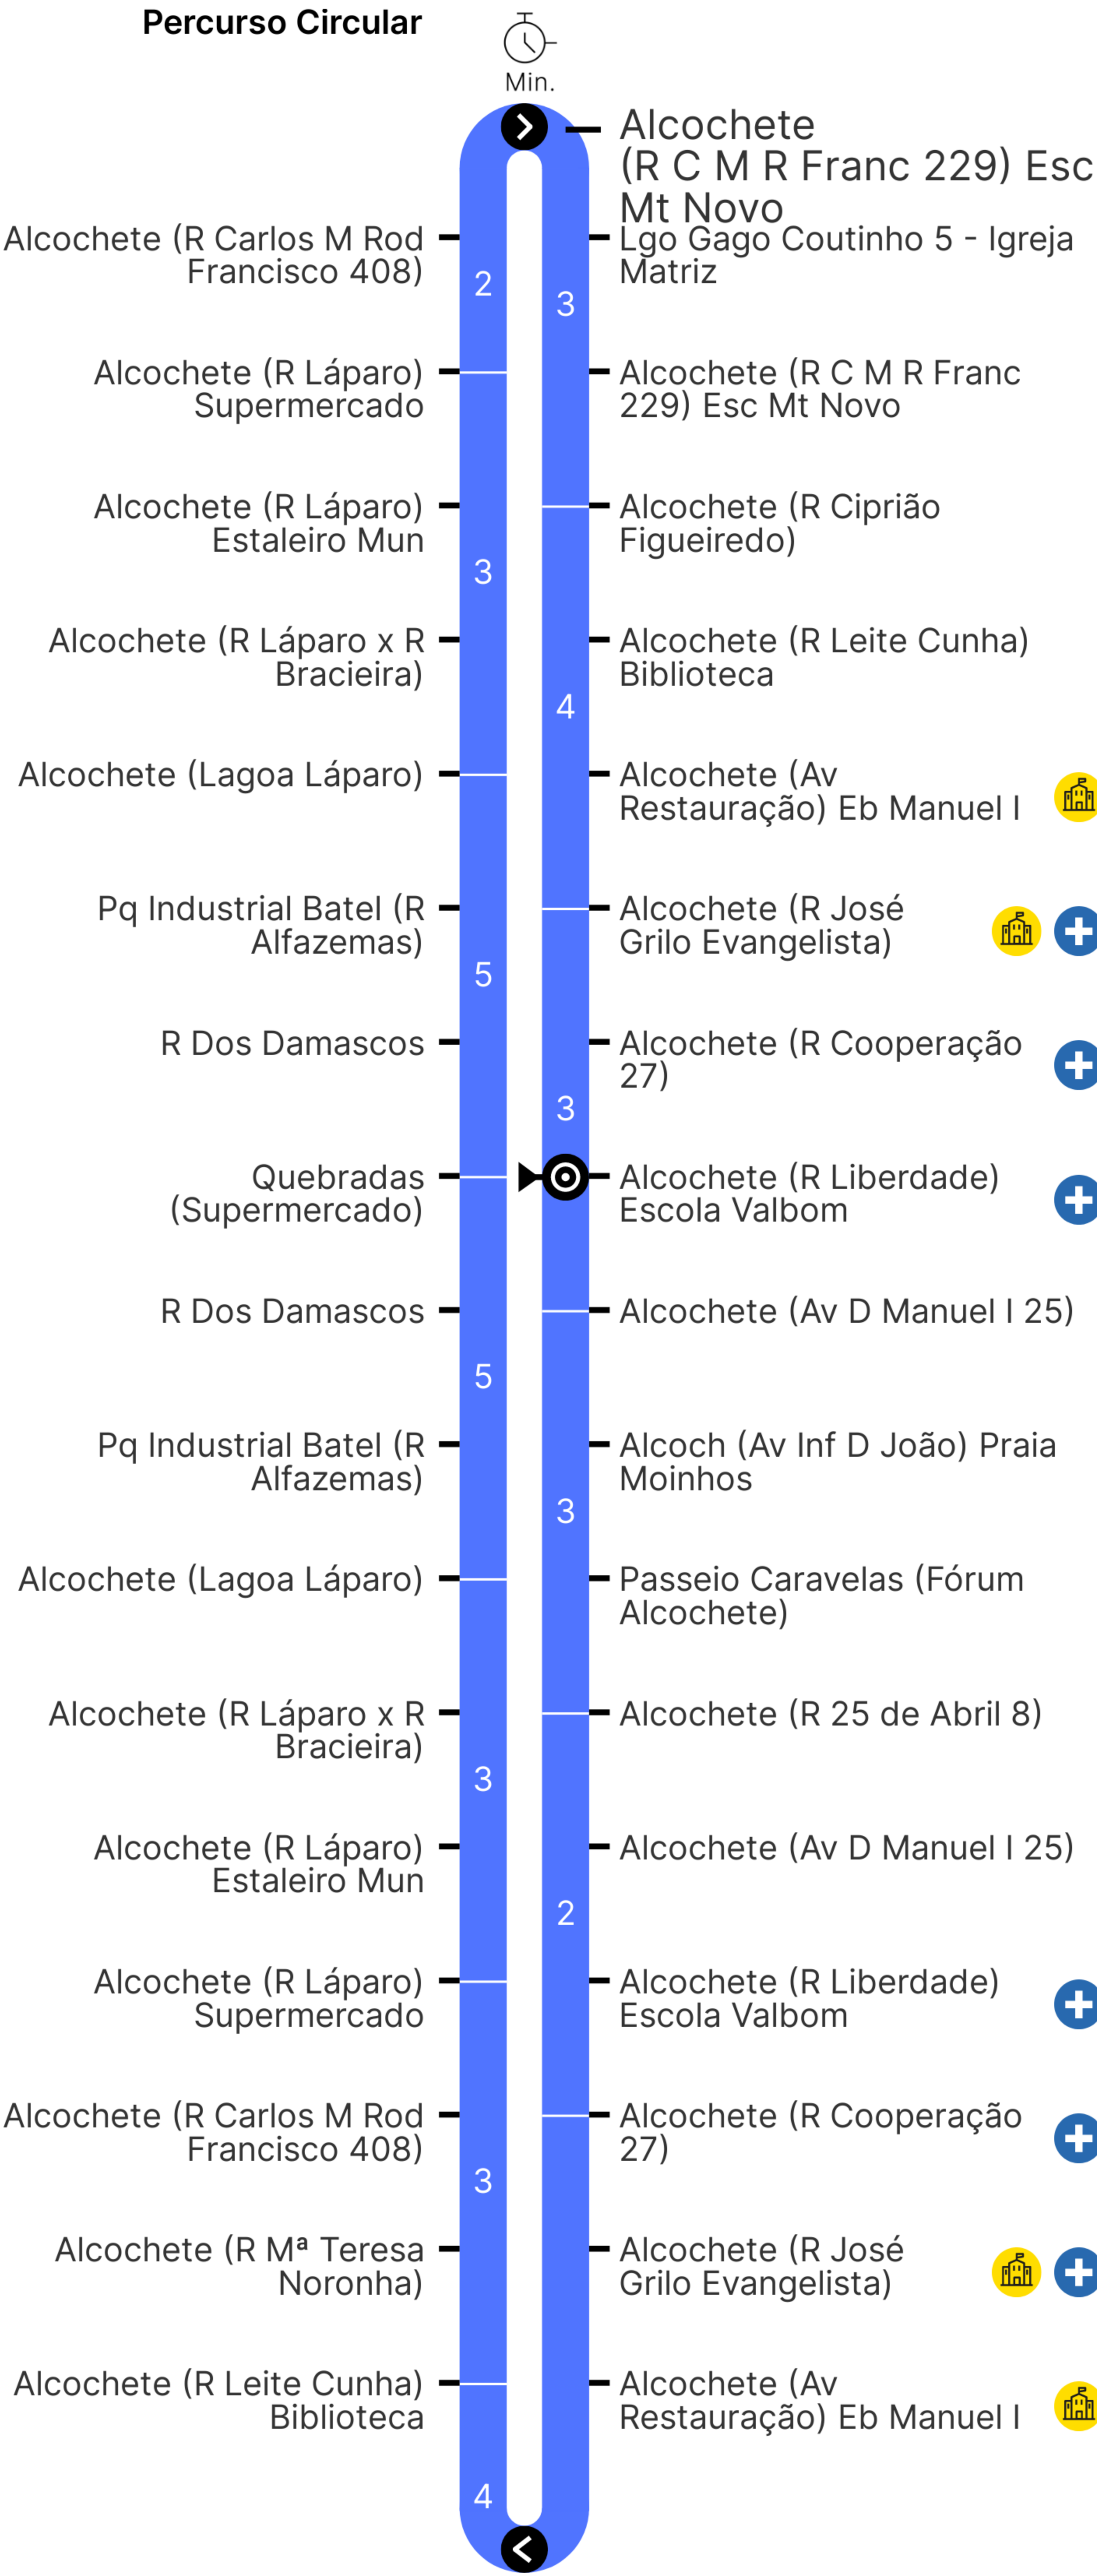 Percurso Circular
Min.
Alcochete
(R C M R Franc 229) Esc
Mt Novo
Lgo Gago Coutinho 5 - Igreja
Matriz
3
Alcochete (R C M R Franc
229) Esc Mt Novo
Alcochete (R Ciprião
Figueiredo)
Alcochete (R Leite Cunha)
Biblioteca
4
Alcochete (Av
Restauração) Eb Manuel I
Alcochete (R José
Grilo Evangelista)
Alcochete (R Cooperação
27)
3
Alcochete (R Liberdade)
Escola Valbom
Alcochete (Av D Manuel I 25)
Alcoch (Av Inf D João) Praia
Moinhos
3
Passeio Caravelas (Fórum
Alcochete)
Alcochete (R 25 de Abril 8)
Alcochete (Av D Manuel I 25)
2
Alcochete (R Liberdade)
Escola Valbom
Alcochete (R Cooperação
27)
Alcochete (R José
Grilo Evangelista)
Alcochete (Av
Restauração) Eb Manuel I
Alcochete (R Carlos M Rod
Francisco 408)
2
Alcochete (R Láparo)
Supermercado
Alcochete (R Láparo)
Estaleiro Mun
3
Alcochete (R Láparo x R
Bracieira)
Alcochete (Lagoa Láparo)
Pq Industrial Batel (R
Alfazemas)
5
R Dos Damascos
Quebradas
(Supermercado)
R Dos Damascos
5
Pq Industrial Batel (R
Alfazemas)
Alcochete (Lagoa Láparo)
Alcochete (R Láparo x R
Bracieira)
3
Alcochete (R Láparo)
Estaleiro Mun
Alcochete (R Láparo)
Supermercado
Alcochete (R Carlos M Rod
Francisco 408)
3
Alcochete (R Mª Teresa
Noronha)
Alcochete (R Leite Cunha)
Biblioteca
4